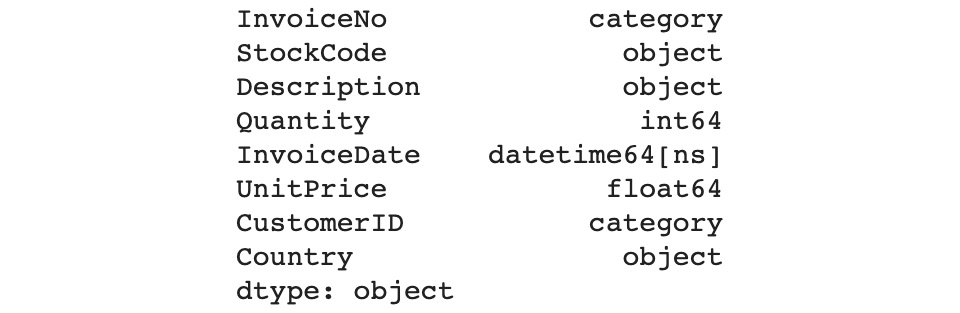 InvoiceNo category
StockCode object
Description object
Quantity int64
InvoiceDate datetime64[ns]
UnitPrice float64
CustomerID category
Country object
dtype: object